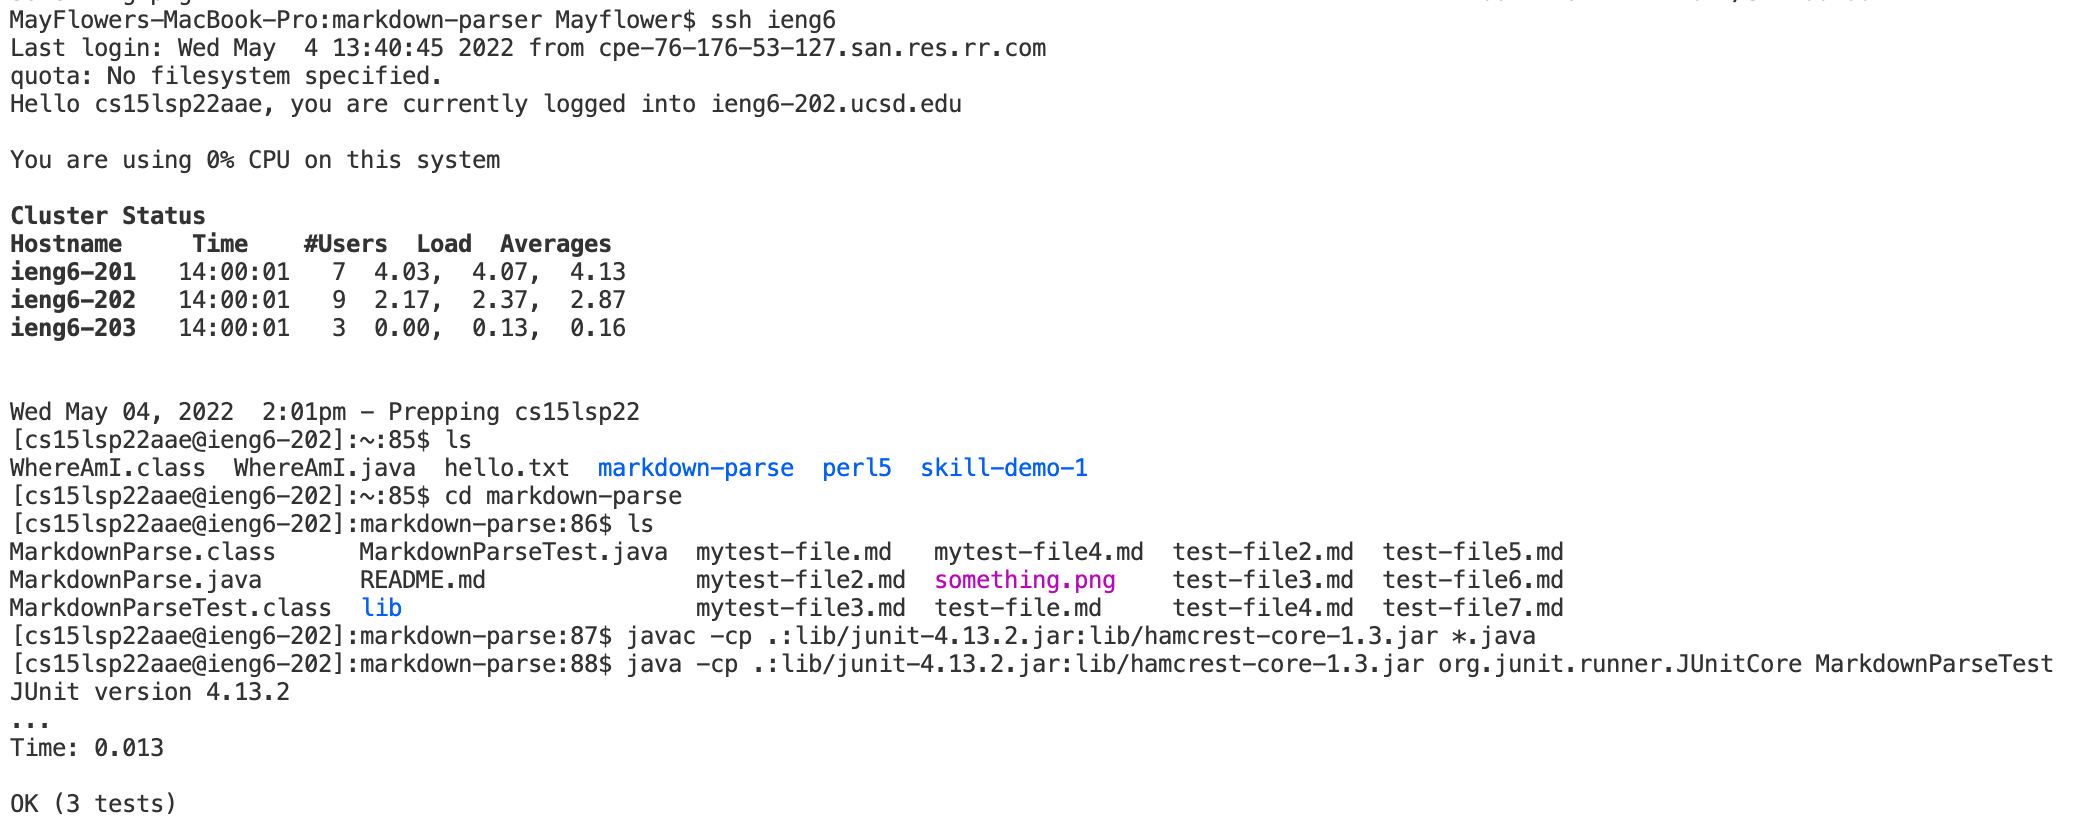 MayFlowers-MacBook-Pro:markdown-parser Mayflower$ ssh ieng6
Last login: Wed May  4 13:40:45 2022 from cpe-76-176-53-127.san.res.rr.com
quota: No filesystem specified.
Hello cs15lsp22aae, you are currently logged into ieng6-202.ucsd.edu
You are using 0% CPU on this system
Cluster Status
Hostname     Time    #Users  Load  Averages
ieng6-201   14:00:01   7  4.03,  4.07,  4.13
ieng6-202   14:00:01   9  2.17,  2.37,  2.87
ieng6-203   14:00:01   3  0.00,  0.13,  0.16
Wed May 04, 2022  2:01pm - Prepping cs15lsp22
[cs15lsp22aae@ieng6-202]:~:85$ ls
WhereAmI.class  WhereAmI.java  hello.txt  markdown-parse  perl5  skill-demo-1
[cs15lsp22aae@ieng6-202]:~:85$ cd markdown-parse
[cs15lsp22aae@ieng6-202]:markdown-parse:86$ ls
MarkdownParse.class      MarkdownParseTest.java  mytest-file.md   mytest-file4.md  test-file2.md  test-file5.md
MarkdownParse.java       README.md               mytest-file2.md  something.png    test-file3.md  test-file6.md
MarkdownParseTest.class  lib                     mytest-file3.md  test-file.md     test-file4.md  test-file7.md
[cs15lsp22aae@ieng6-202]:markdown-parse:87$ javac -cp .:lib/junit-4.13.2.jar:lib/hamcrest-core-1.3.jar *.java
[cs15lsp22aae@ieng6-202]:markdown-parse:88$ java -cp .:lib/junit-4.13.2.jar:lib/hamcrest-core-1.3.jar org.junit.runner.JUnitCore MarkdownParseTest
JUnit version 4.13.2
...
Time: 0.013
OK (3 tests)